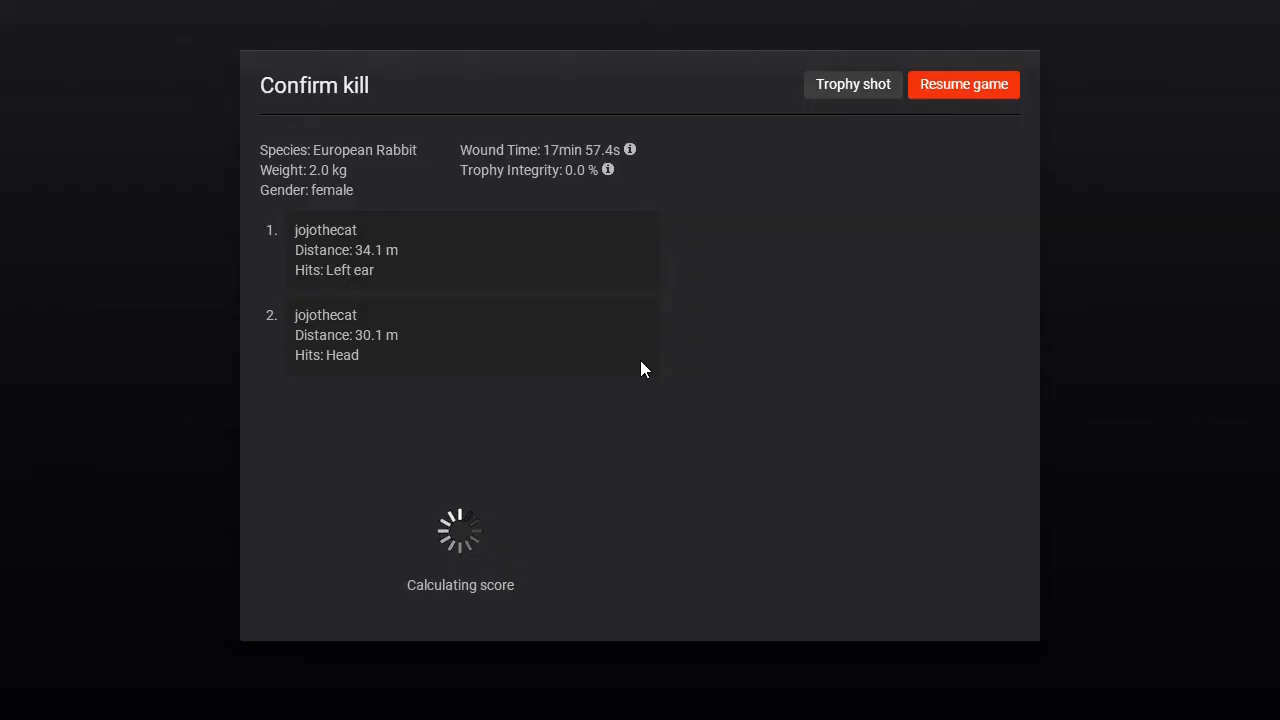 Confirm kill
Trophy shot
Resume game
Species: European Rabbit
Weight: 2.0 kg
Gender: female
Wound Time: 17min 57.4s
Trophy Integrity: 0.0 %
1.
jojothecat
Distance: 34.1 m
Hits: Left ear
2.
jojothecat
Distance: 30.1 m
Hits: Head
Calculating score